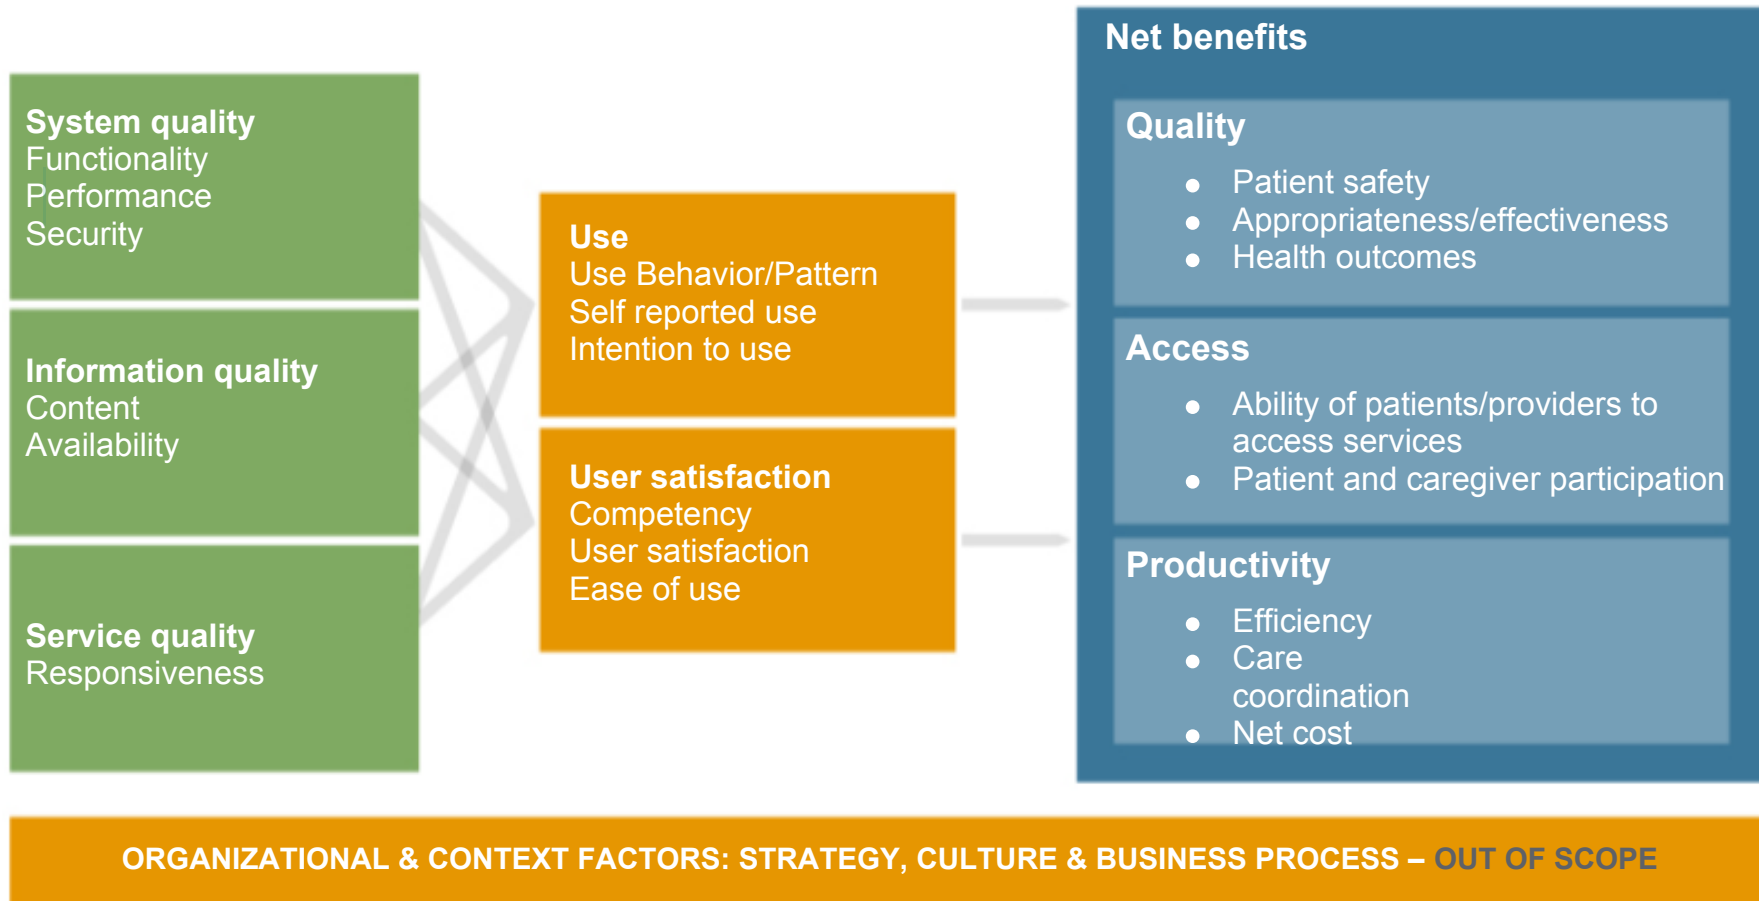 System quality
Functionality
Performance
Security
Information quality
Content
Availability
Service quality
Responsiveness
Use
Use Behavior/Pattern
Self reported use
Intention to use
User satisfaction
Competency
User satisfaction
Ease of use
Net benefits
Quality
● Patient safety
● Appropriateness/effectiveness
● Health outcomes
Access
● Ability of patients/providers to
access services
● Patient and caregiver participation
Productivity
● Efficiency
● Care
coordination
● Net cost
ORGANIZATIONAL & CONTEXT FACTORS: STRATEGY, CULTURE & BUSINESS PROCESS – OUT OF SCOPE